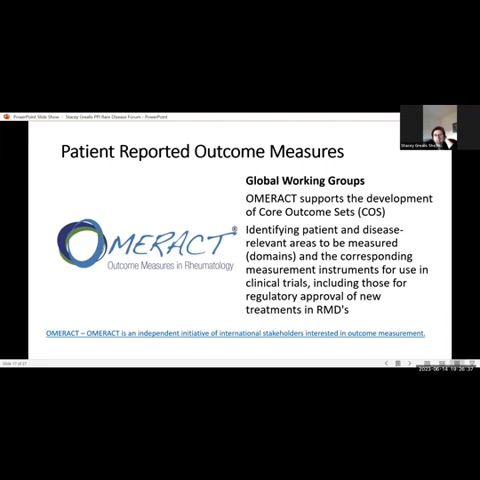 PowerPoint Slide Show - Stacey Grealis PPI Rare Disease Forum - PowerPoint
Stacey Grealis
Patient Reported Outcome Measures
Global Working Groups
OMERACT supports the development
of Core Outcome Sets (COS)
Identifying patient and disease-
relevant areas to be measured
(domains) and the corresponding
measurement instruments for use in
clinical trials, including those for
regulatory approval of new
treatments in RMD's
OMERACT®
Outcome Measures in Rheumatology
OMERACT – OMERACT is an independent initiative of international stakeholders interested in outcome measurement.
2023-06-14 19:26:37